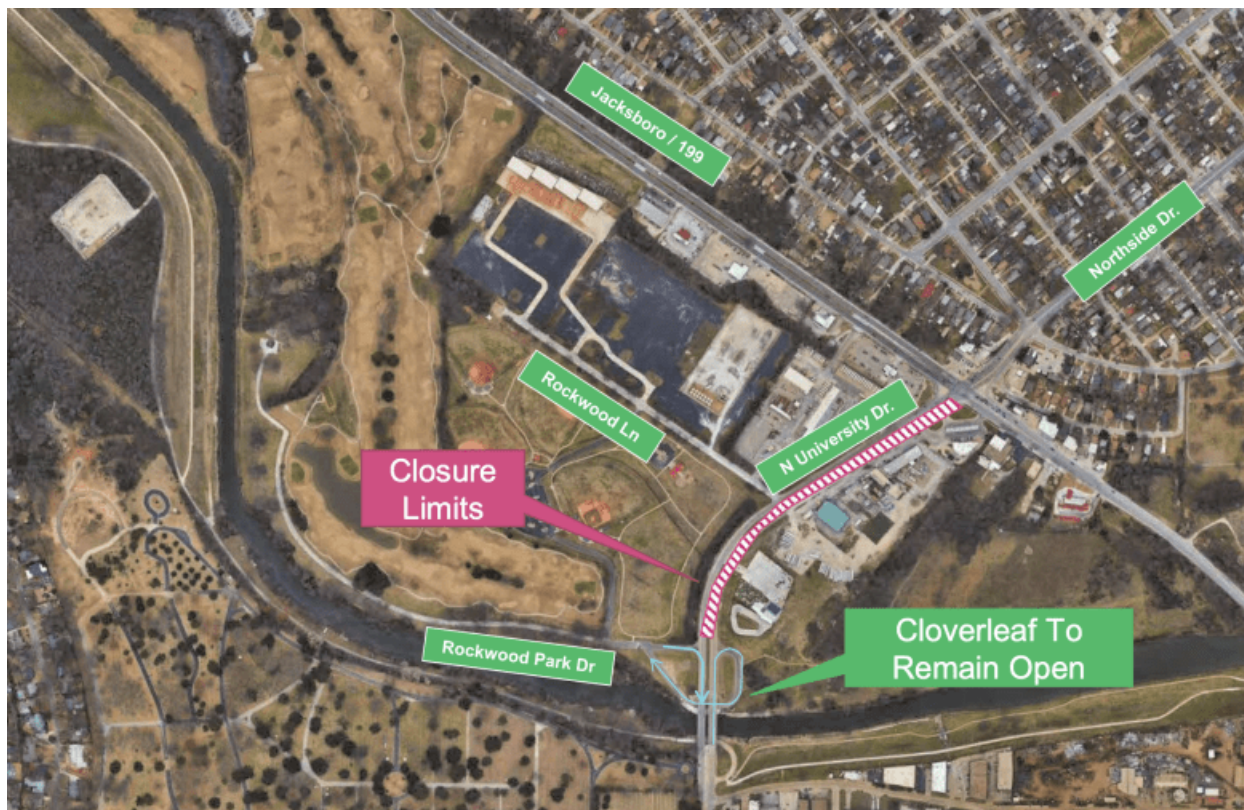 Jacksboro / 199
Northside Dr.
Rockwood Ln
N University Dr.
Closure
Limits
Rockwood Park Dr
Cloverleaf To
Remain Open